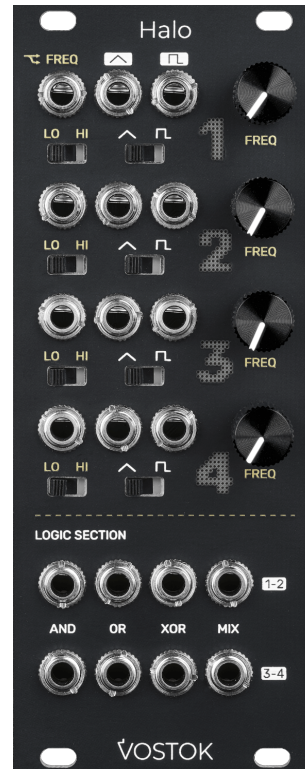 Halo
FREQ
LO HI
1
FREQ
LO HI
2
FREQ
LO HI
3
FREQ
LO HI
4
FREQ
LOGIC SECTION
1-2
AND OR XOR MIX
3-4
VOSTOK